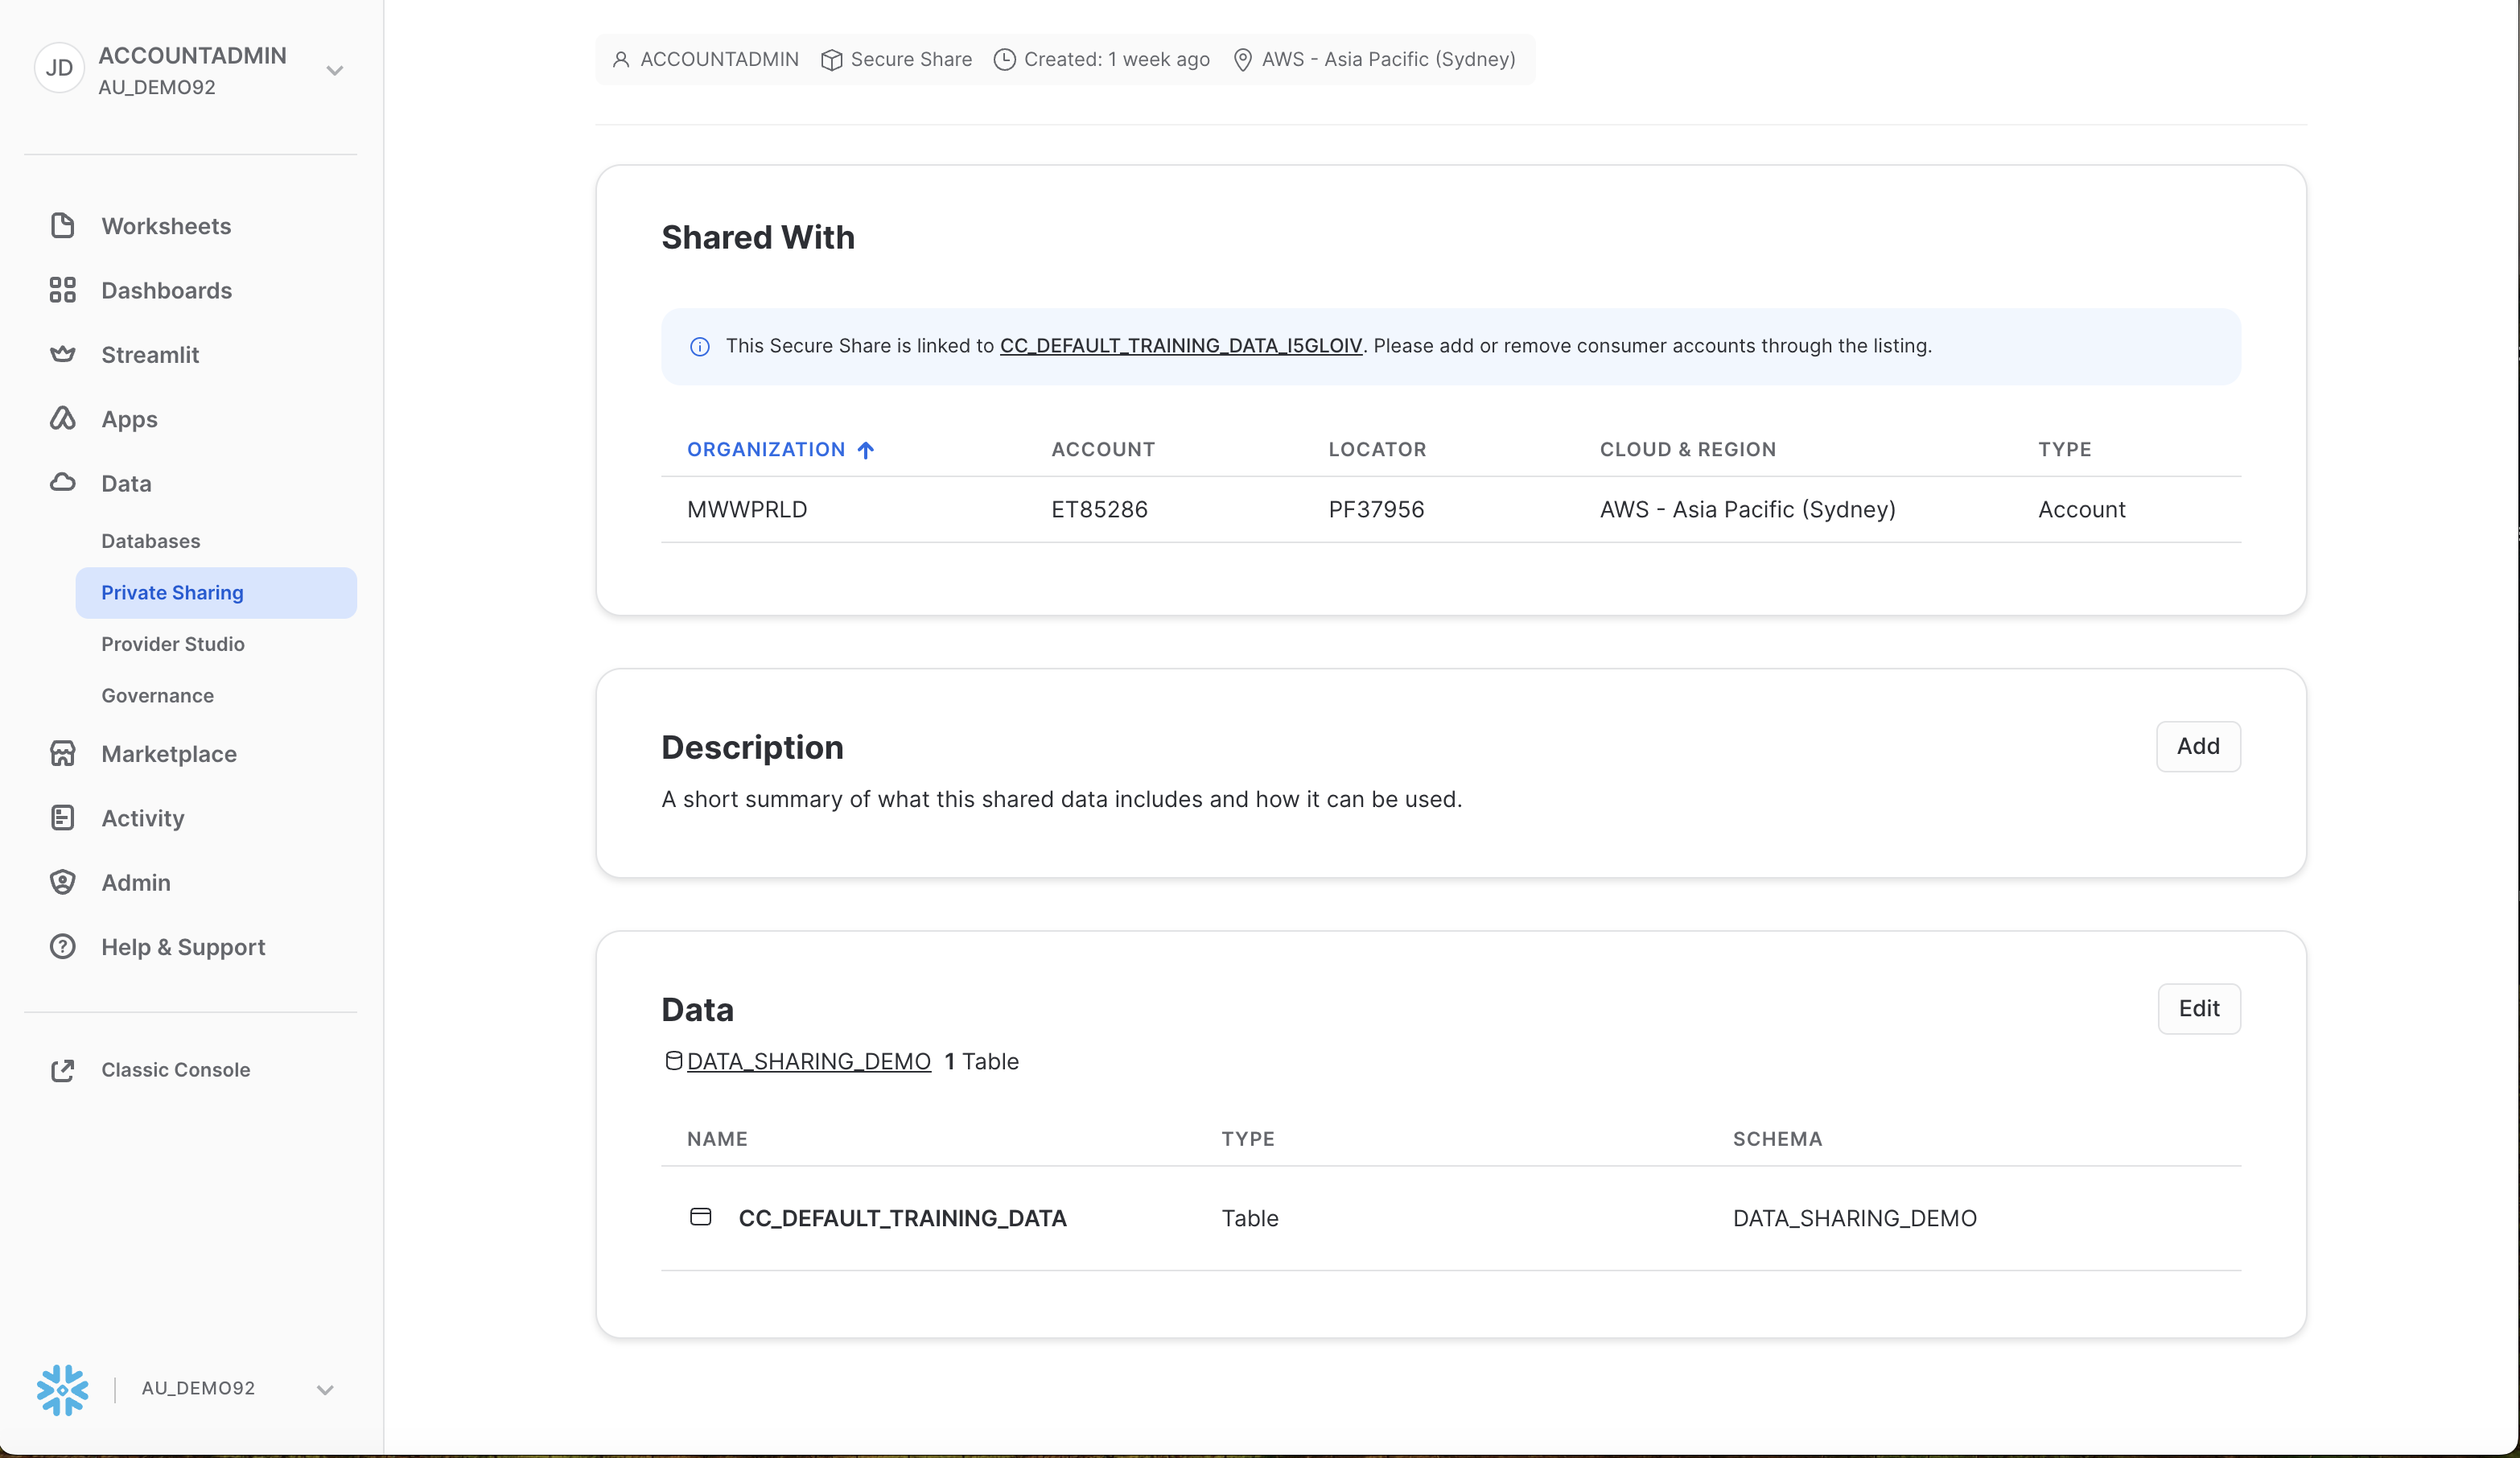 JD
ACCOUNTADMIN
AU_DEMO92
Worksheets
Dashboards
Streamlit
Apps
Data
Databases
Private Sharing
Provider Studio
Governance
Marketplace
Activity
Admin
Help & Support
Classic Console
AU_DEMO92
ACCOUNTADMIN Secure Share Created: 1 week ago AWS - Asia Pacific (Sydney)
Shared With
This Secure Share is linked to CC_DEFAULT_TRAINING_DATA_I5GLOIV. Please add or remove consumer accounts through the listing.
ORGANIZATION ACCOUNT LOCATOR CLOUD & REGION TYPE
MWWPRLD ET85286 PF37956 AWS - Asia Pacific (Sydney) Account
Description
Add
A short summary of what this shared data includes and how it can be used.
Data
Edit
DATA_SHARING_DEMO 1 Table
NAME TYPE SCHEMA
CC_DEFAULT_TRAINING_DATA Table DATA_SHARING_DEMO